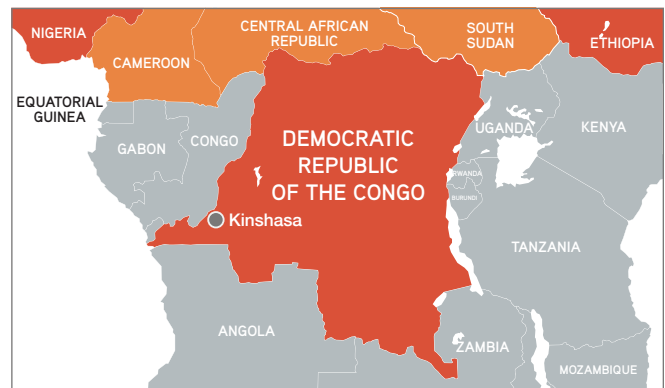 NIGERIA
CENTRAL AFRICAN
REPUBLIC
SOUTH
SUDAN
ETHIOPIA
CAMEROON
EQUATORIAL
GUINEA
GABON
CONGO
DEMOCRATIC
REPUBLIC
OF THE CONGO
UGANDA
KENYA
RWANDA
BURUNDI
Kinshasa
TANZANIA
ANGOLA
ZAMBIA
MOZAMBIQUE